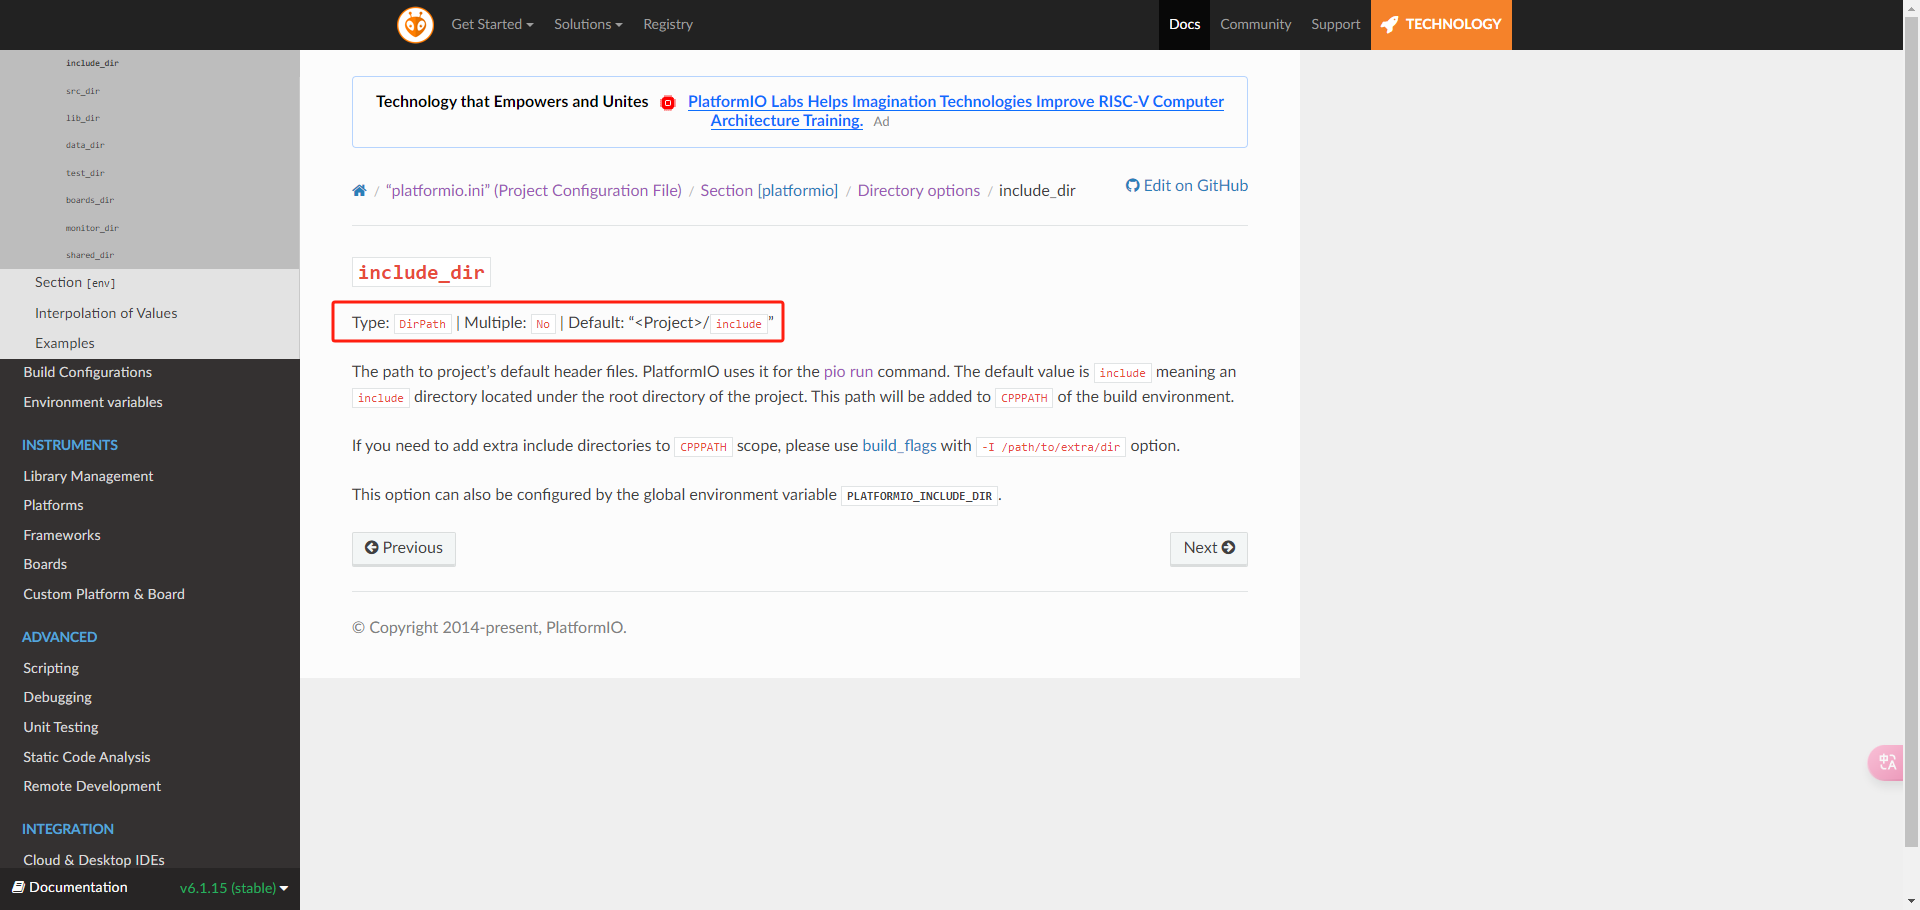 Get Started Solutions Registry Docs Community Support TECHNOLOGY
include_dir
src_dir
lib_dir
data_dir
test_dir
boards_dir
monitor_dir
shared_dir
Section [env]
Interpolation of Values
Examples
Build Configurations
Environment variables
INSTRUMENTS
Library Management
Platforms
Frameworks
Boards
Custom Platform & Board
ADVANCED
Scripting
Debugging
Unit Testing
Static Code Analysis
Remote Development
INTEGRATION
Cloud & Desktop IDEs
Documentation v6.1.15 (stable)
Technology that Empowers and Unites PlatformIO Labs Helps Imagination Technologies Improve RISC-V Computer
Architecture Training. Ad
/ “platformio.ini” (Project Configuration File) / Section [platformio] / Directory options / include_dir Edit on GitHub
include_dir
Type: DirPath | Multiple: No | Default: “<Project>/include”
The path to project’s default header files. PlatformIO uses it for the pio run command. The default value is include meaning an
include directory located under the root directory of the project. This path will be added to CPPPATH of the build environment.
If you need to add extra include directories to CPPPATH scope, please use build_flags with -I /path/to/extra/dir option.
This option can also be configured by the global environment variable PLATFORMIO_INCLUDE_DIR.
Previous Next
© Copyright 2014-present, PlatformIO.
中A